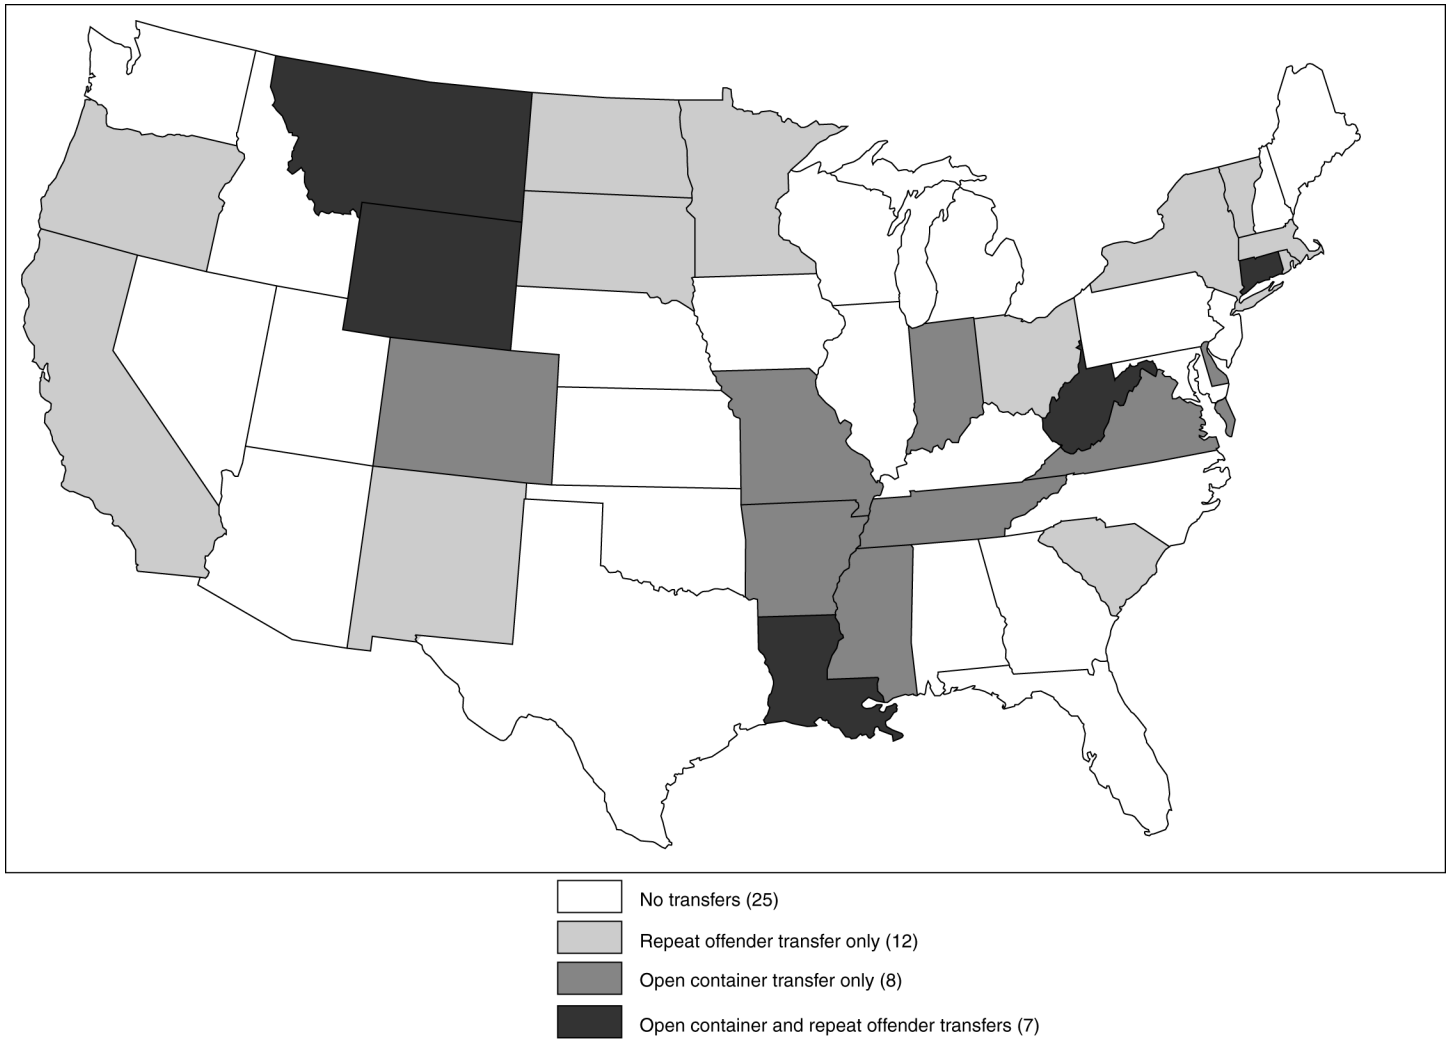 No transfers (25)
Repeat offender transfer only (12)
Open container transfer only (8)
Open container and repeat offender transfers (7)